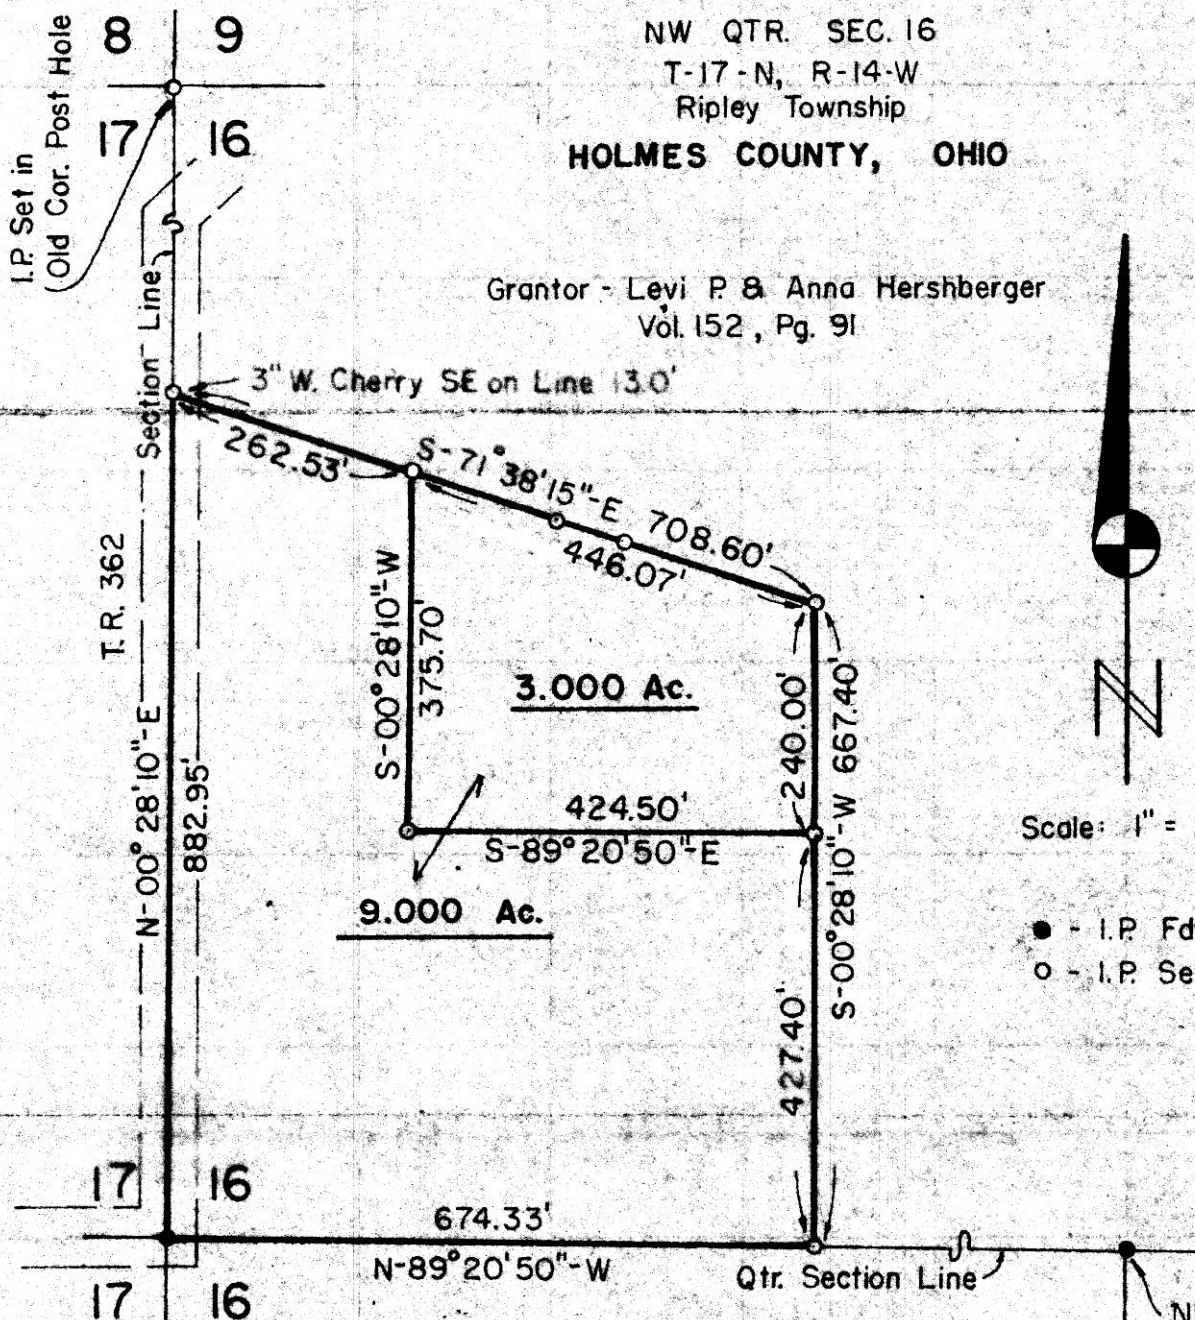 8 9
17 16
I.P. Set in
Old Cor. Post Hole
NW QTR. SEC. 16
T-17-N, R-14-W
Ripley Township
HOLMES COUNTY, OHIO
Grantor - Levi P. & Anna Hershberger
Vol. 152, Pg. 91
Section Line
3" W. Cherry SE on Line 13.0'
262.53'
S-71°38'15"-E 708.60'
446.07'
T.R. 362
N-00°28'10"-E
882.95'
S-00°28'10"-W
375.70'
3.000 Ac.
240.00'
S-00°28'10"-W 667.40'
424.50'
S-89°20'50"-E
9.000 Ac.
427.40'
N
Scale: 1" =
● - I.P. Fd
○ - I.P. Se
17 16
674.33'
N-89°20'50"-W
Qtr. Section Line
17 16